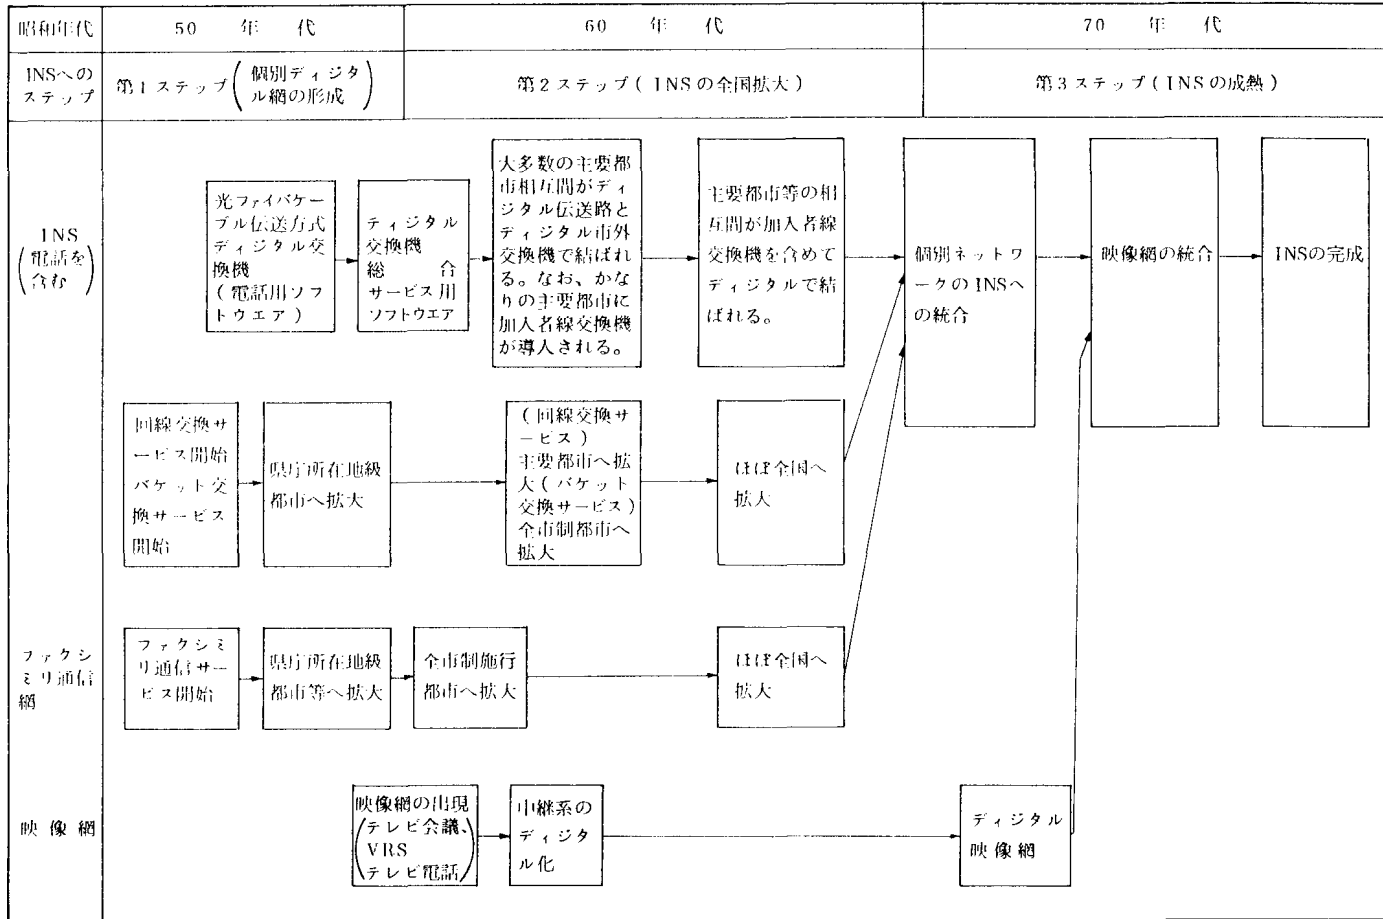 昭和年代
50 年 代
60 年 代
70 年 代
INSへの
ステップ
第1ステップ(個別ディジタ
ル網の形成)
第2ステップ(INSの全国拡大)
第3ステップ(INSの成熱)
INS
(電話を
含む)
光ファイバケー
ブル伝送方式
ディジタル交
換機
(電話用ソフ
トウエア)
ティジタル
交換機
総 合
サービス用
ソフトウエア
大多数の主要都
市相互間がディ
ジタル伝送路と
ディジタル市外
交換機で結ばれ
る。なお、かな
りの主要都市に
加入者線交換機
が導入される。
主要都市等の相
互間が加入者線
交換機を含めて
ディジタルで結
ばれる。
個別ネットワ
ークのINSへ
の統合
映像網の統合
INSの完成
回線交換サ
ービス開始
パケット交
換サービス
開始
県庁所在地級
都市へ拡大
(回線交換サ
ービス)
主要都市へ拡
大(パケット
交換サービス)
全市制都市へ
拡大
ほぼ全国へ
拡大
ファクシ
ミリ通信
網
ファクシミ
リ通信サー
ビス開始
県庁所在地級
都市等へ拡大
全市制施行
都市へ拡大
ほぼ全国へ
拡大
映像網
映像網の出現
(テレビ会議、
VRS
テレビ電話)
中継系の
ディジタ
ル化
ディジタル
映像網